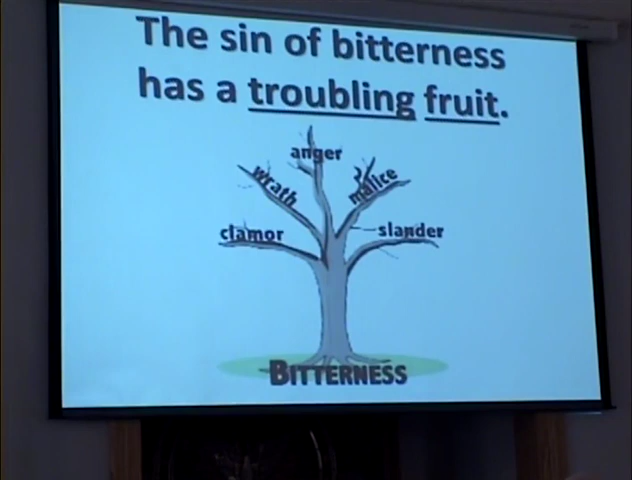 The sin of bitterness
has a troubling fruit.
anger
wrath
malice
clamor
slander
BITTERNESS